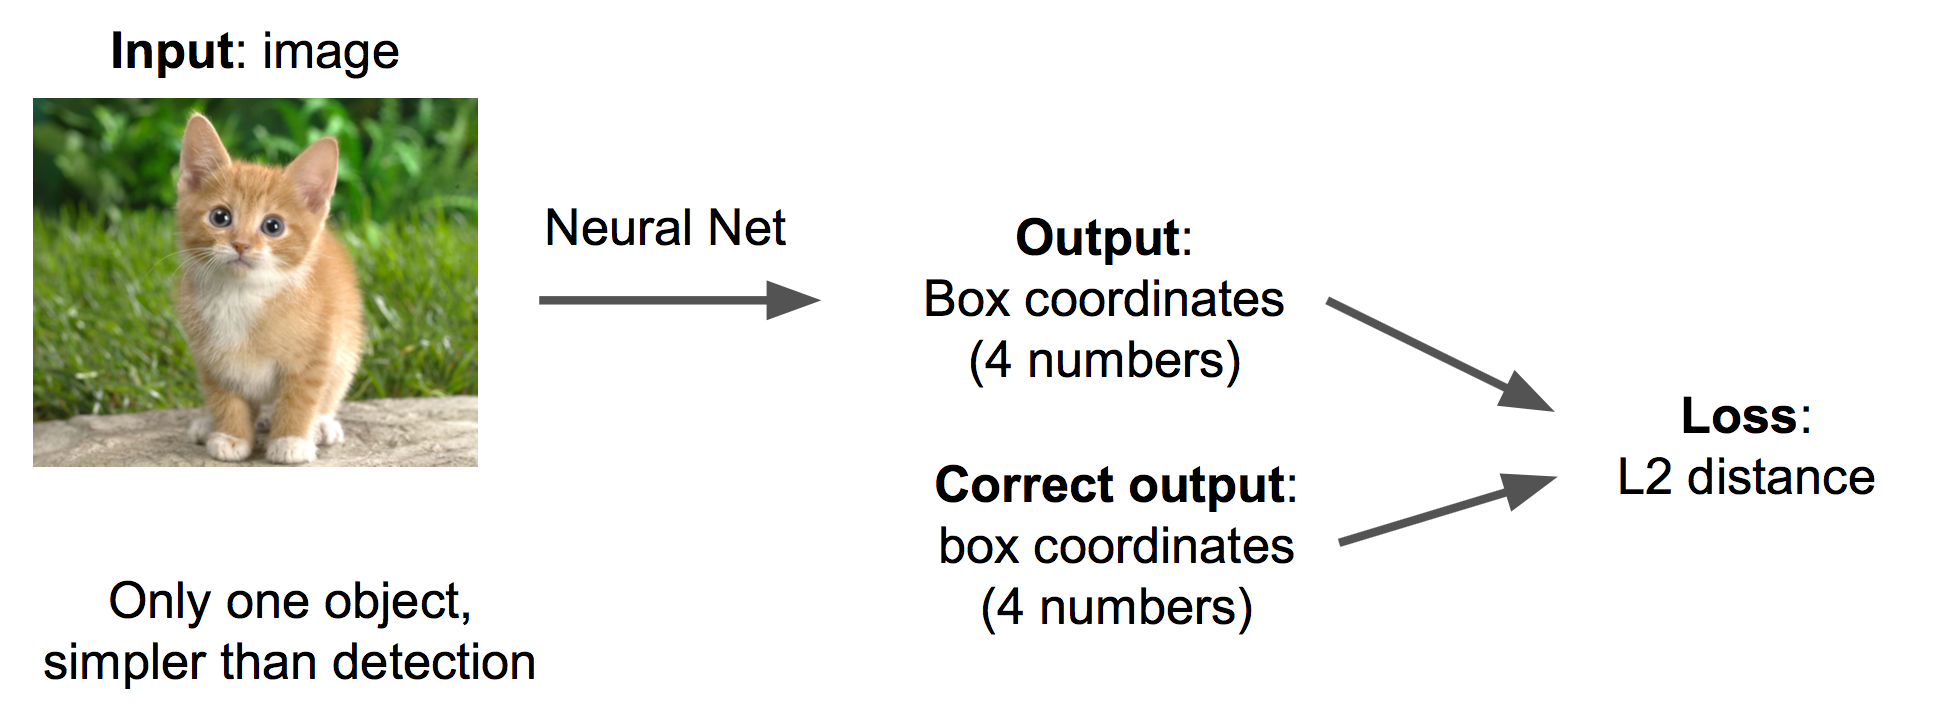 Input: image
Neural Net
Output:
Box coordinates
(4 numbers)
Correct output:
box coordinates
(4 numbers)
Loss:
L2 distance
Only one object,
simpler than detection